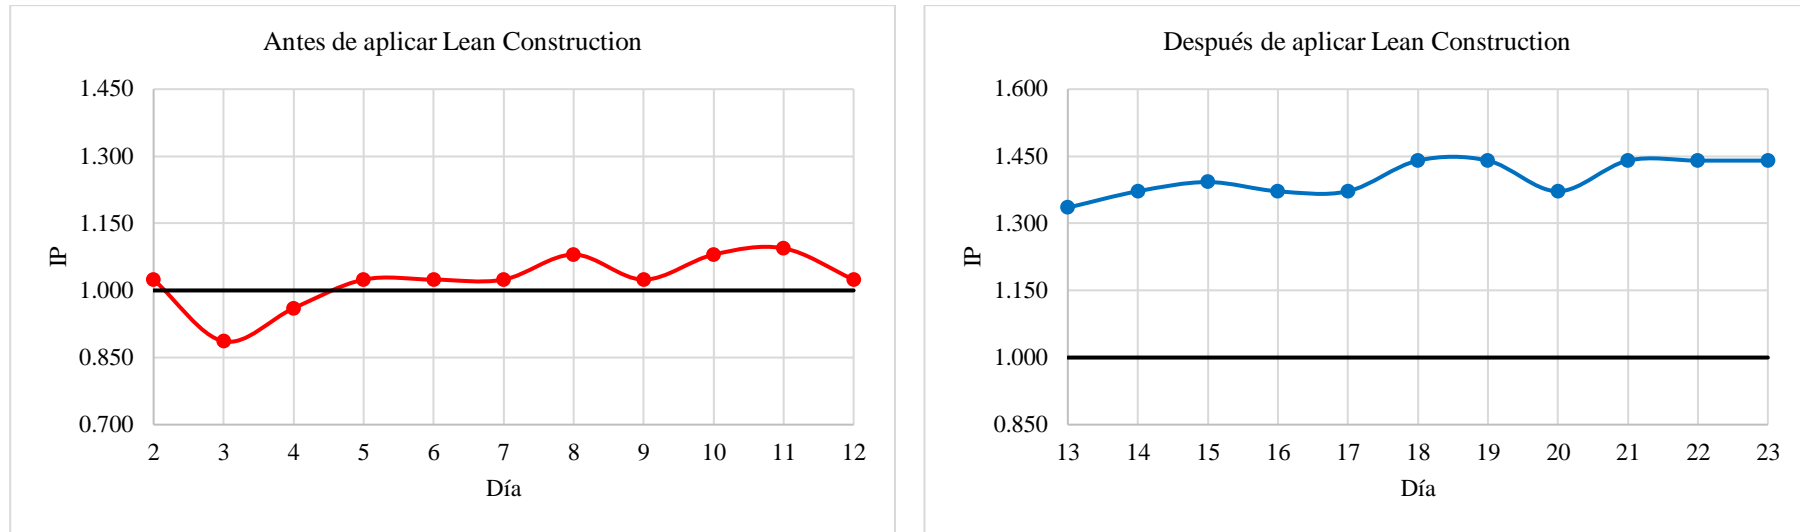 Antes de aplicar Lean Construction
1.450
1.300
1.150
1.000
0.850
0.700
IP
2 3 4 5 6 7 8 9 10 11 12
Día
Después de aplicar Lean Construction
1.600
1.450
1.300
1.150
1.000
0.850
IP
13 14 15 16 17 18 19 20 21 22 23
Día